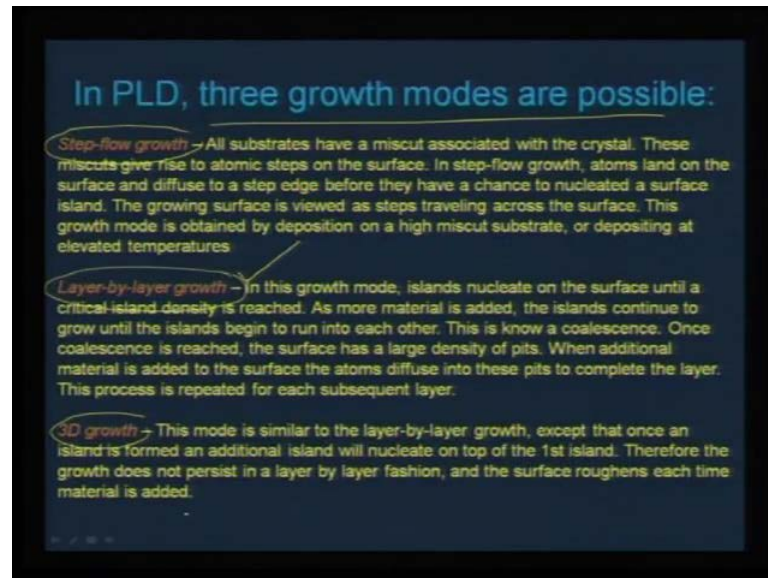 In PLD, three growth modes are possible:
Step-flow growth – All substrates have a miscut associated with the crystal. These
miscuts give rise to atomic steps on the surface. In step-flow growth, atoms land on the
surface and diffuse to a step edge before they have a chance to nucleated a surface
island. The growing surface is viewed as steps traveling across the surface. This
growth mode is obtained by deposition on a high miscut substrate, or depositing at
elevated temperatures
Layer-by-layer growth – In this growth mode, islands nucleate on the surface until a
critical island density is reached. As more material is added, the islands continue to
grow until the islands begin to run into each other. This is know a coalescence. Once
coalescence is reached, the surface has a large density of pits. When additional
material is added to the surface the atoms diffuse into these pits to complete the layer.
This process is repeated for each subsequent layer.
3D growth – This mode is similar to the layer-by-layer growth, except that once an
island is formed an additional island will nucleate on top of the 1st island. Therefore the
growth does not persist in a layer by layer fashion, and the surface roughens each time
material is added.